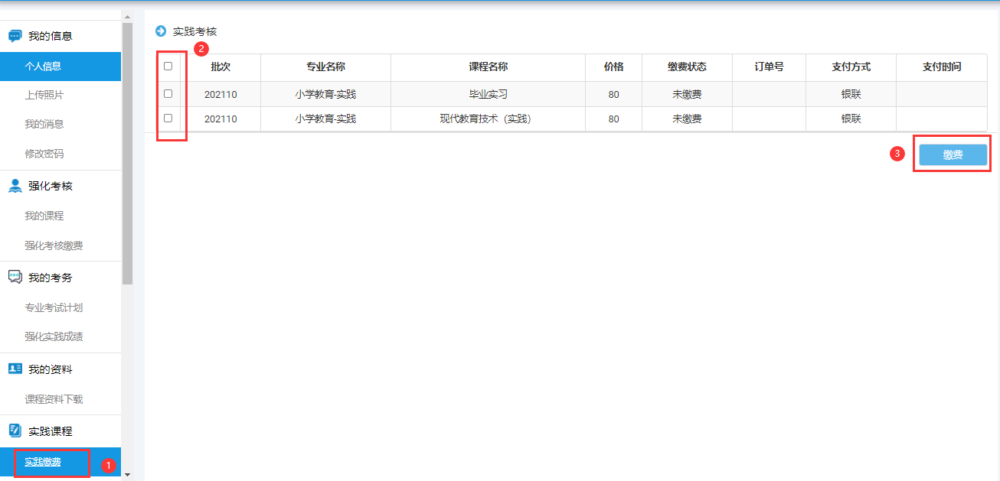 我的信息
个人信息
上传照片
我的消息
修改密码
强化考核
我的课程
强化考核缴费
我的考务
专业考试计划
强化实践成绩
我的资料
课程资料下载
实践课程
实践缴费 1
实践考核
2
批次 专业名称 课程名称 价格 缴费状态 订单号 支付方式 支付时间
202110 小学教育-实践 毕业实习 80 未缴费 银联
202110 小学教育-实践 现代教育技术（实践） 80 未缴费 银联
3 缴费